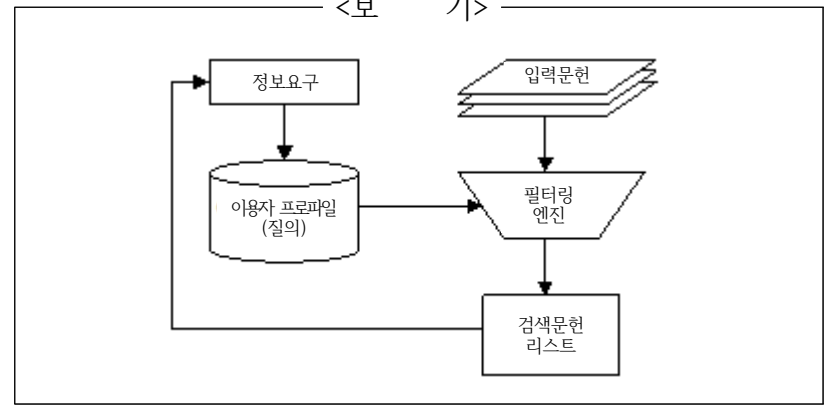 <보 기>
정보요구
입력문헌
이용자 프로파일
(질의)
필터링
엔진
검색문헌
리스트